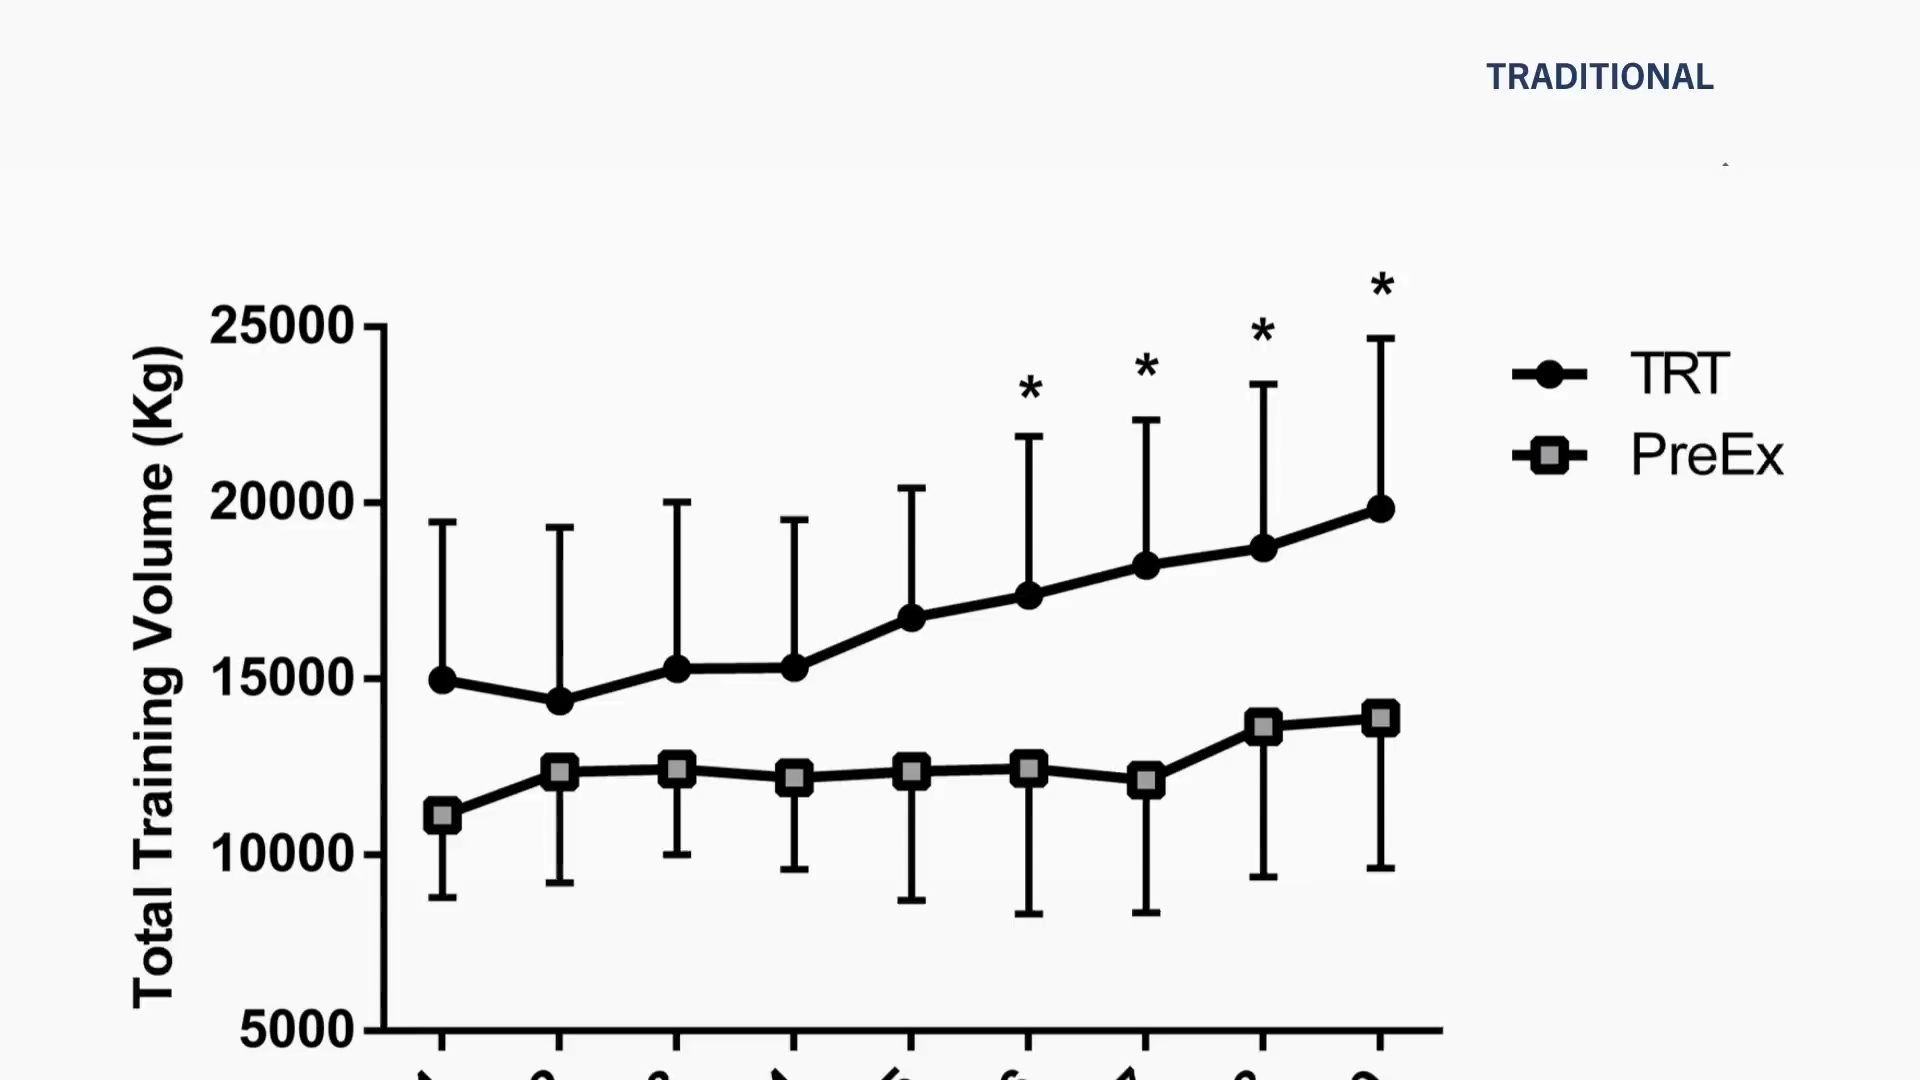 TRADITIONAL
*
*
*
*
25000
20000
15000
10000
5000
Total Training Volume (Kg)
TRT
PreEx